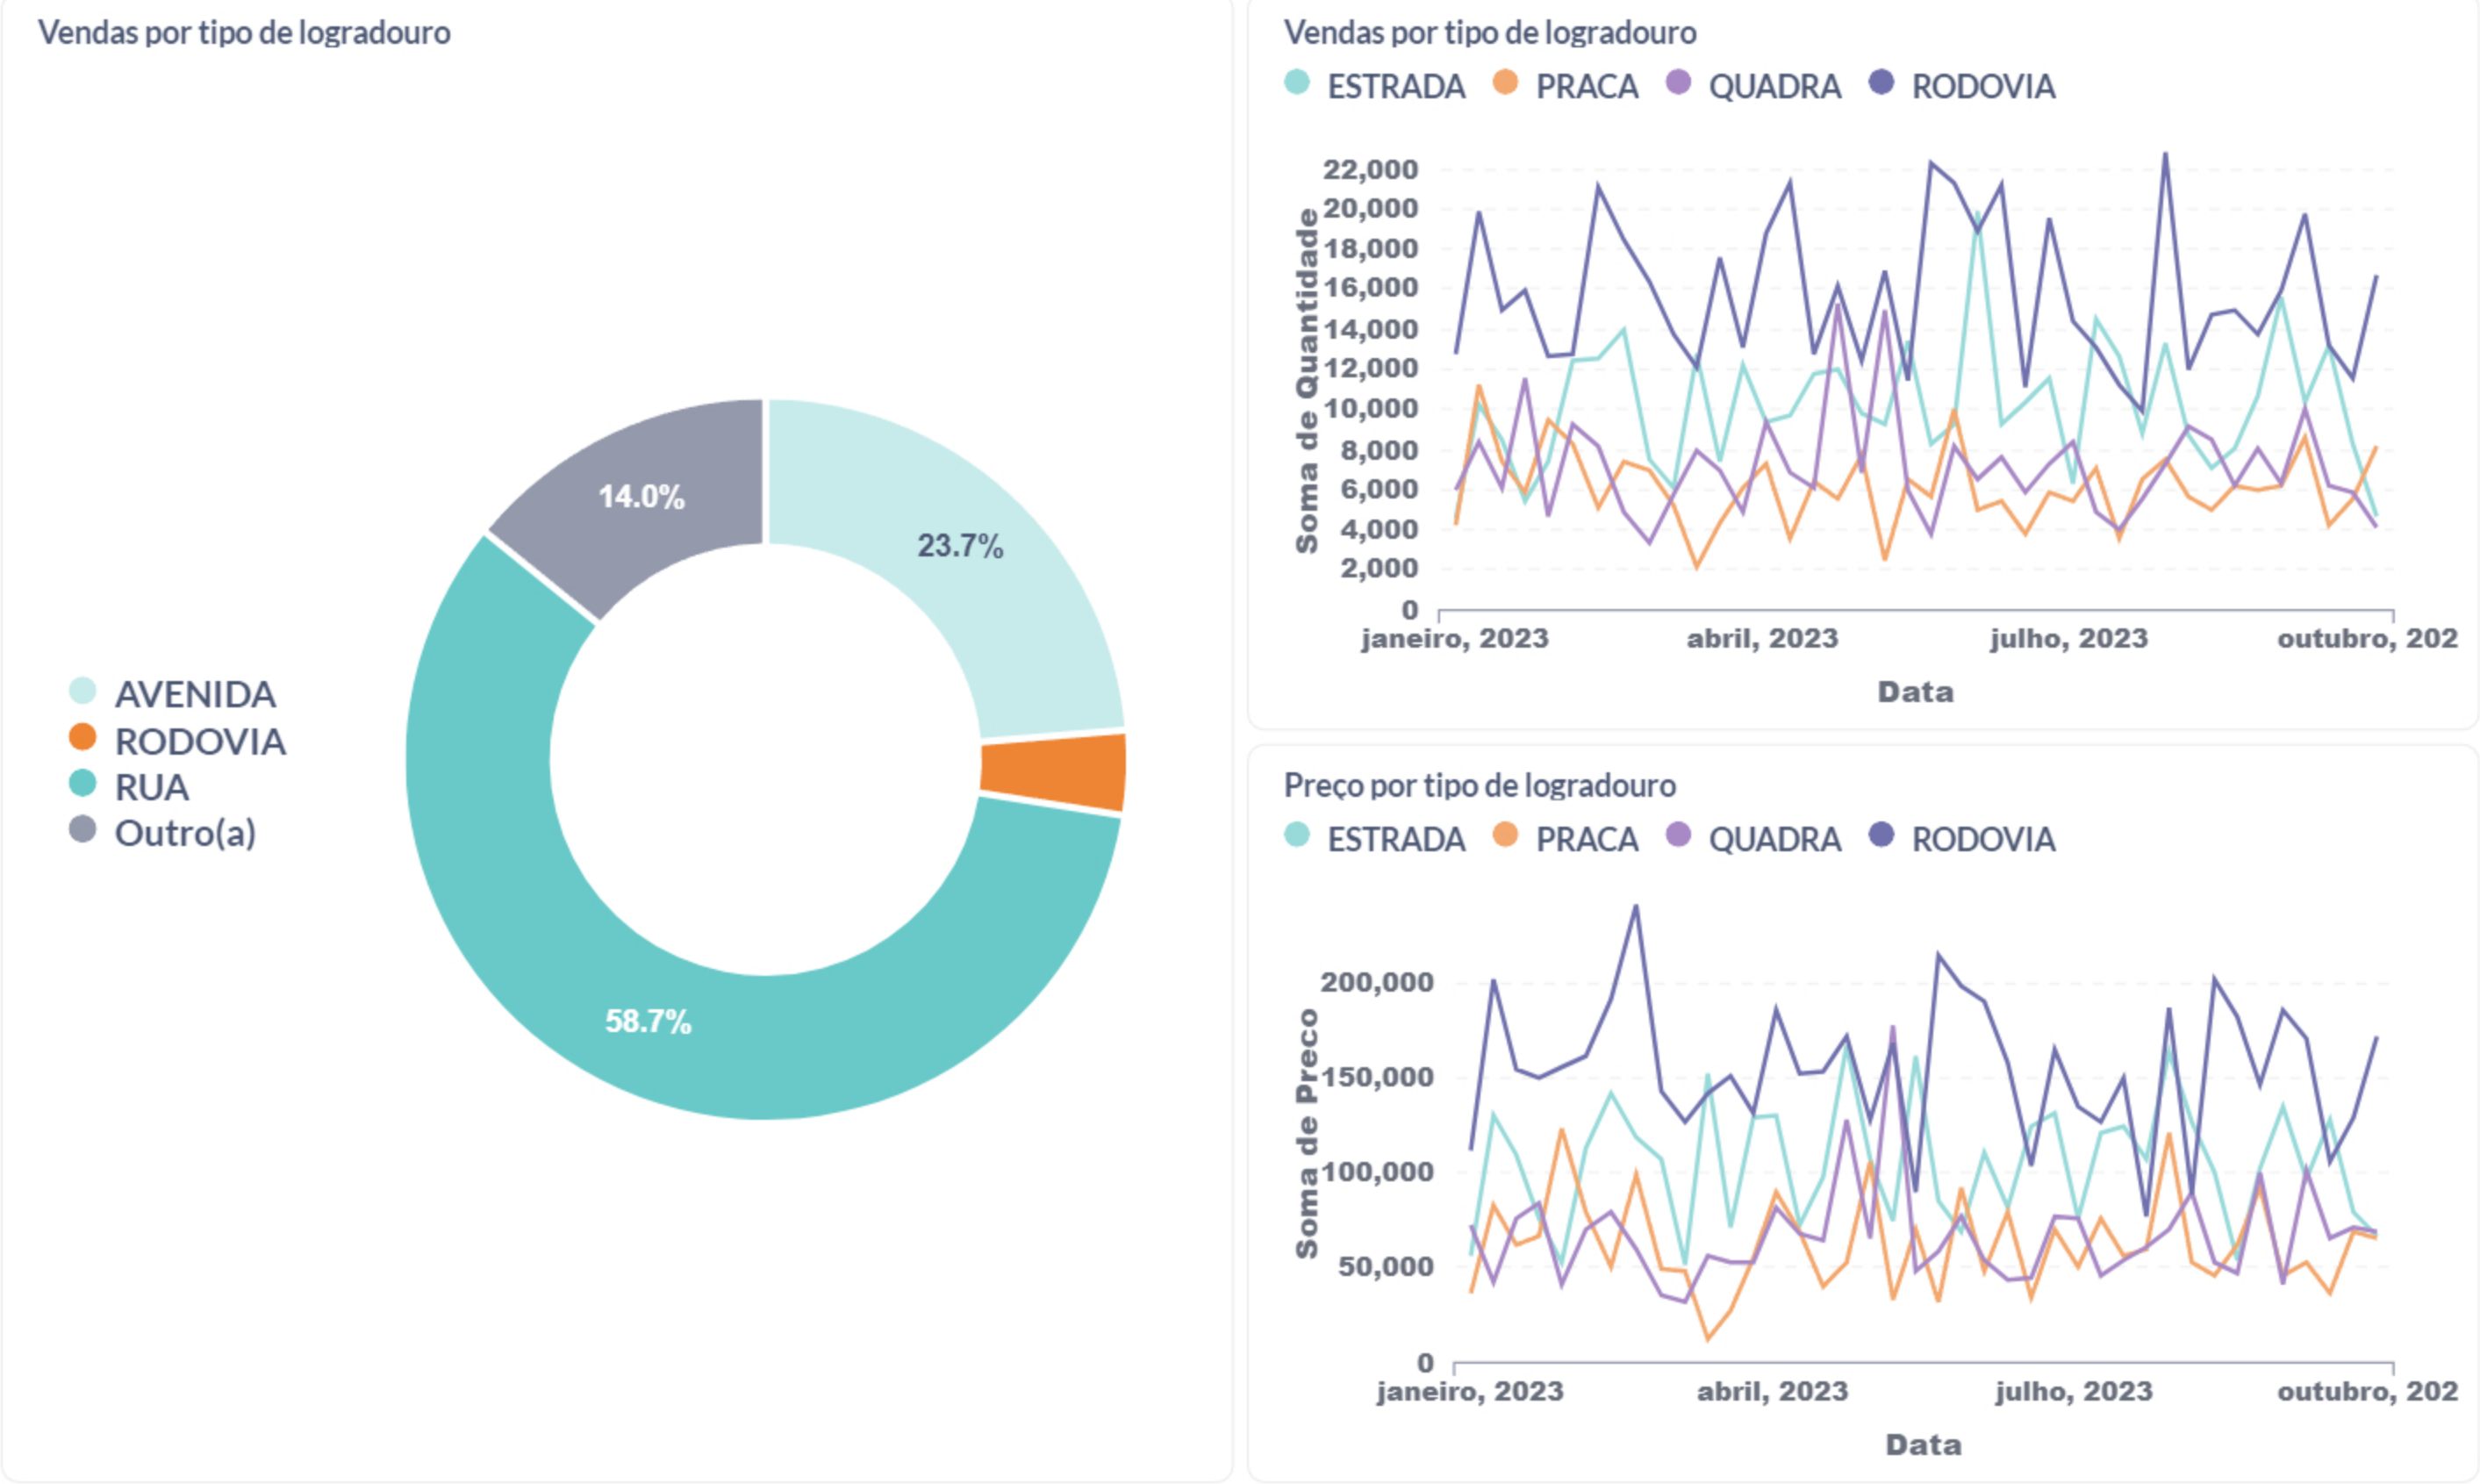 Vendas por tipo de logradouro
14.0%
23.7%
58.7%
AVENIDA
RODOVIA
RUA
Outro(a)
Vendas por tipo de logradouro
ESTRADA PRACA QUADRA RODOVIA
Soma de Quantidade
22,000
20,000
18,000
16,000
14,000
12,000
10,000
8,000
6,000
4,000
2,000
0
janeiro, 2023 abril, 2023 julho, 2023 outubro, 202
Data
Preço por tipo de logradouro
ESTRADA PRACA QUADRA RODOVIA
Soma de Preco
200,000
150,000
100,000
50,000
0
janeiro, 2023 abril, 2023 julho, 2023 outubro, 202
Data